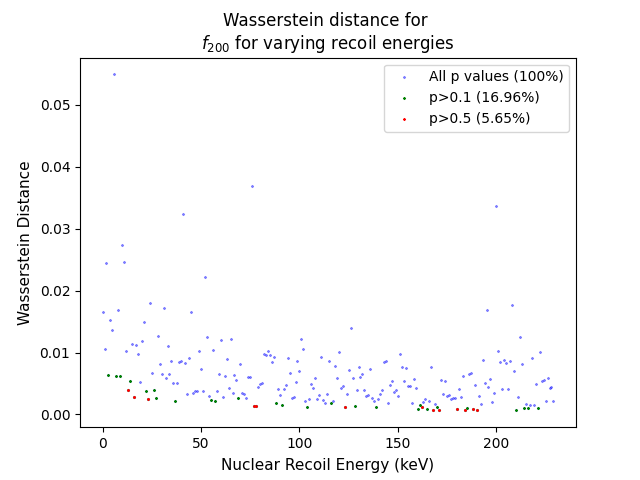 Wasserstein distance for
f200 for varying recoil energies
All p values (100%)
p>0.1 (16.96%)
p>0.5 (5.65%)
Wasserstein Distance
0.05
0.04
0.03
0.02
0.01
0.00
0 50 100 150 200
Nuclear Recoil Energy (keV)